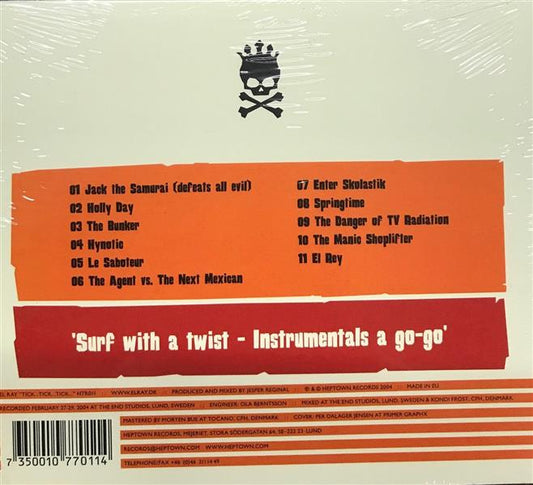 01 Jack the Samurai (defeats all evil)
02 Holly Day
03 The Bunker
04 Hynotic
05 Le Saboteur
06 The Agent vs. The Next Mexican
07 Enter Skolastik
08 Springtime
09 The Danger of TV Radiation
10 The Manic Shoplifter
11 El Rey
'Surf with a twist - Instrumentals a go-go'
EL RAY "TICK...TICK...TICK..." HTR011 :: WWW.ELRAY.DK :: PRODUCED AND MIXED BY JESPER REGINAL :: © & ℗ HEPTOWN RECORDS 2004 :: MADE IN EU
RECORDED FEBRUARY 27-29, 2004 AT THE END STUDIOS, LUND, SWEDEN :: ENGINEER: OLA BERNTSSON :: MIXED AT THE END STUDIOS, LUND, SWEDEN & KONDI FROST, CPH, DENMARK
MASTERED BY MORTEN BUE AT TOCANO, CPH, DENMARK :: COVER: PER DALAGER JENSEN AT PRIMER GRAPHX
HEPTOWN RECORDS, MEJERIET, STORA SÖDERGATAN 64, SE-222 23 LUND
RECORDS@HEPTOWN.COM :: WWW.HEPTOWN.COM
TELEPHONE/FAX +46 (0)46
7 350010 770114